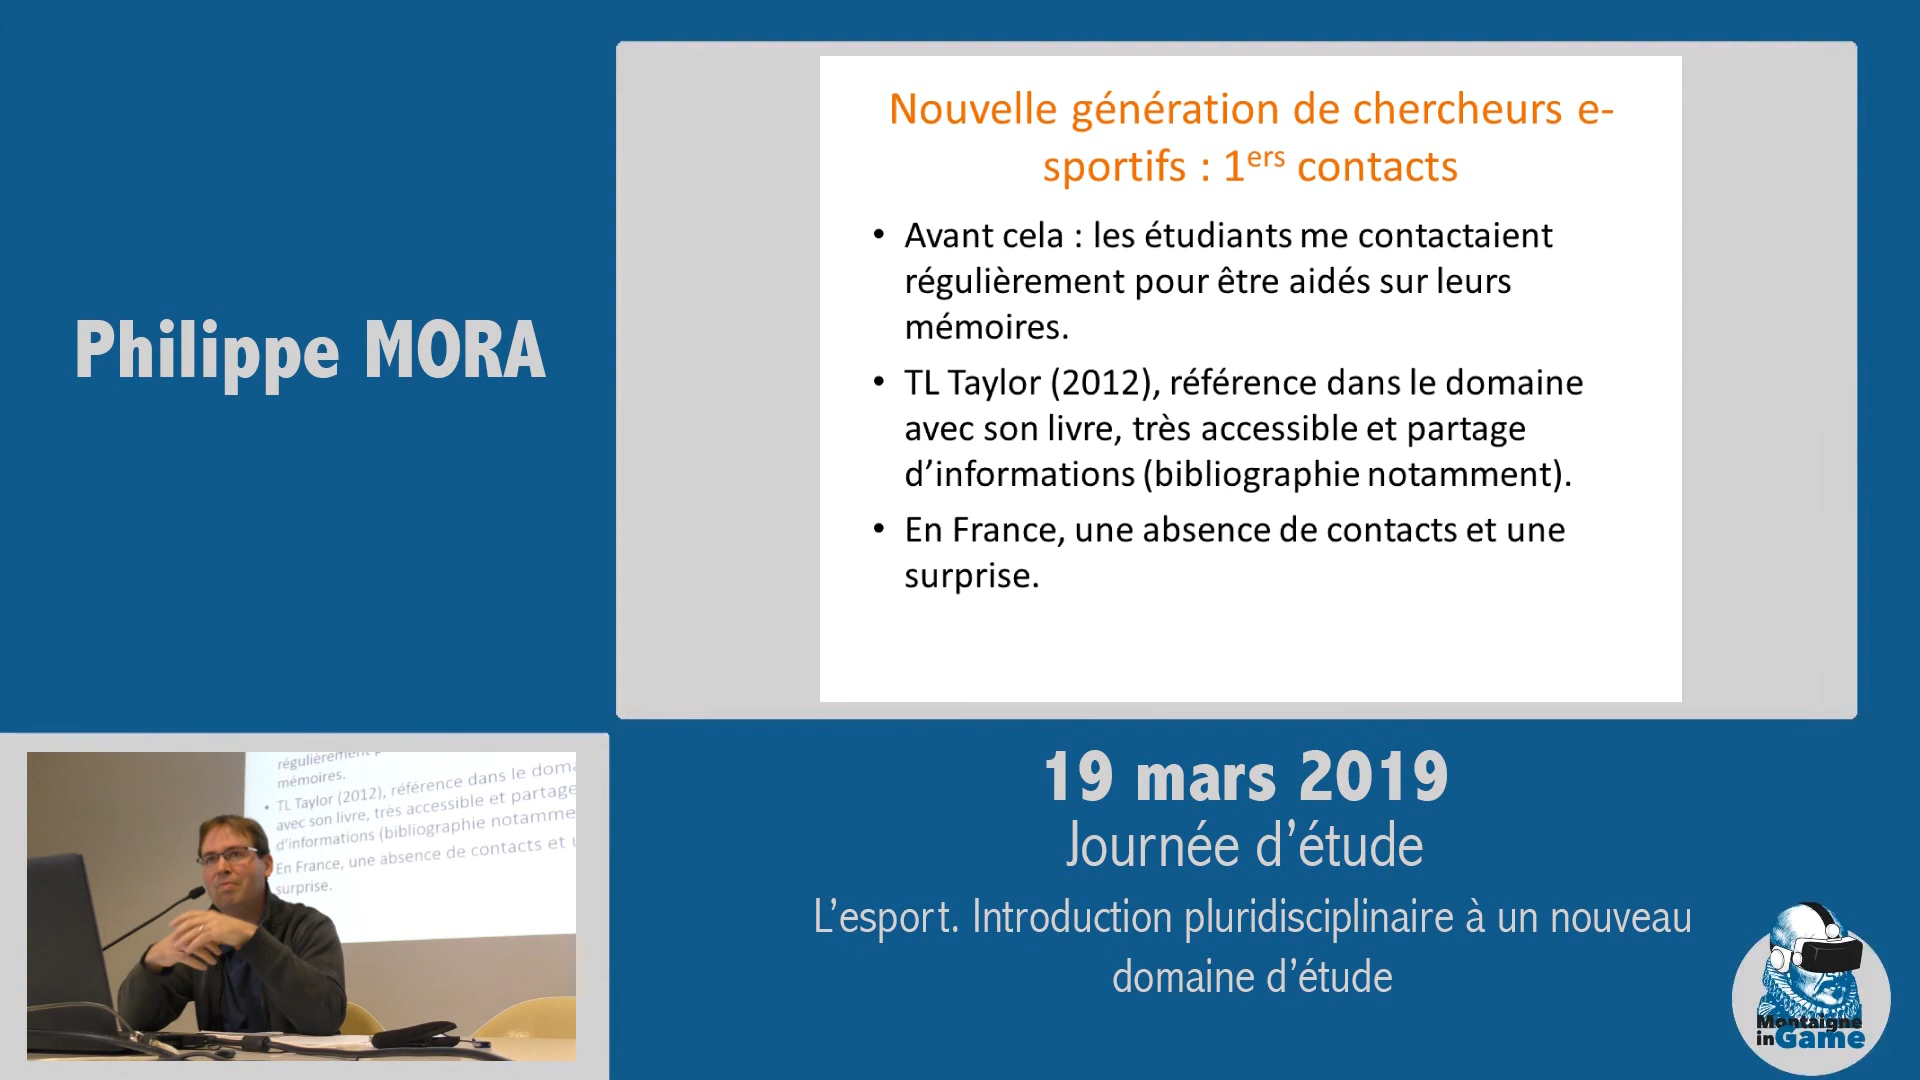 Nouvelle génération de chercheurs e-
sportifs : 1ers contacts
• Avant cela : les étudiants me contactaient
régulièrement pour être aidés sur leurs
mémoires.
• TL Taylor (2012), référence dans le domaine
avec son livre, très accessible et partage
d’informations (bibliographie notamment).
• En France, une absence de contacts et une
surprise.
Philippe MORA
régulièrement
mémoires.
• TL Taylor (2012), référence dans le doma
avec son livre, très accessible et partage
d’informations (bibliographie notamme
En France, une absence de contacts et u
surprise.
19 mars 2019
Journée d’étude
L’esport. Introduction pluridisciplinaire à un nouveau
domaine d’étude
Montaigne
inGame